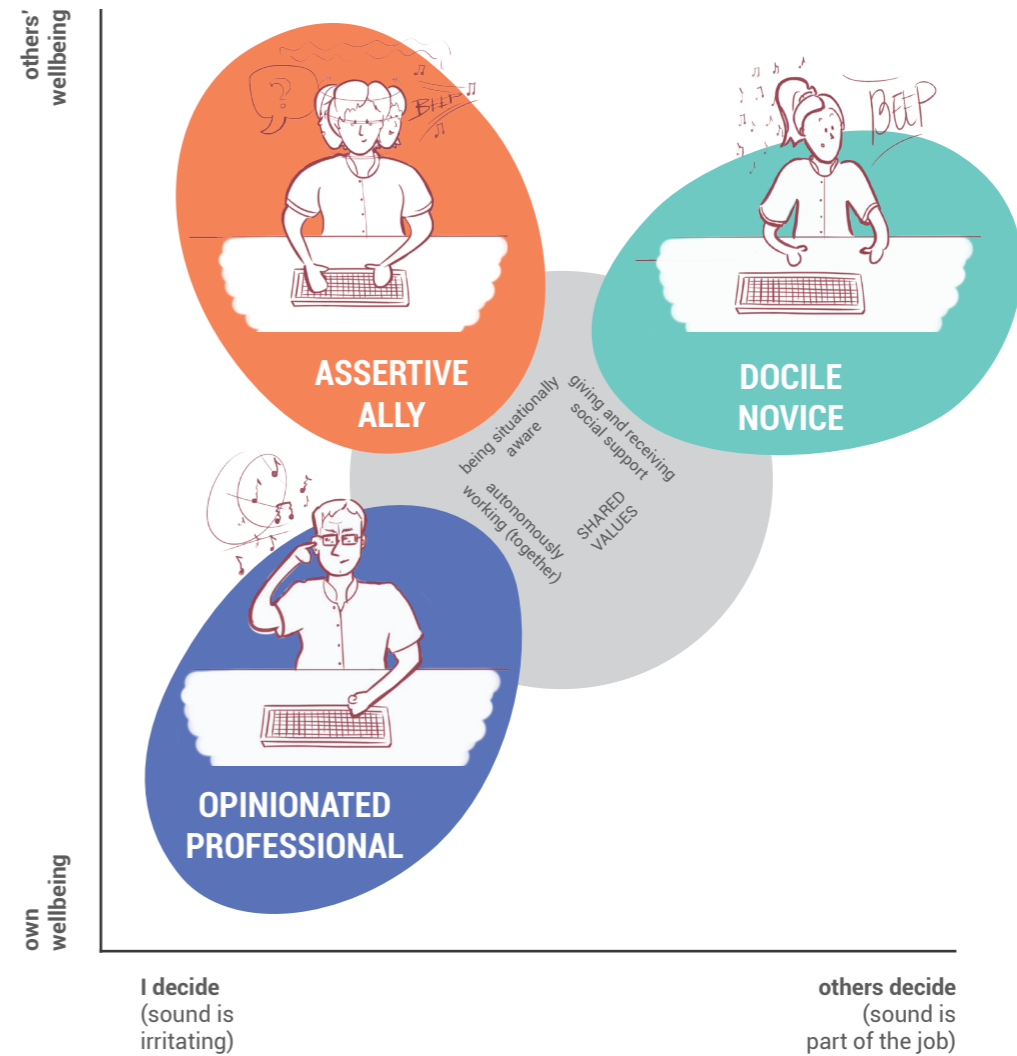 others'
wellbeing
?
BEEP
BEEP
ASSERTIVE
ALLY
DOCILE
NOVICE
being situationally
aware
giving and receiving
social support
autonomously
working (together)
SHARED
VALUES
OPINIONATED
PROFESSIONAL
own
wellbeing
I decide
(sound is
irritating)
others decide
(sound is
part of the job)